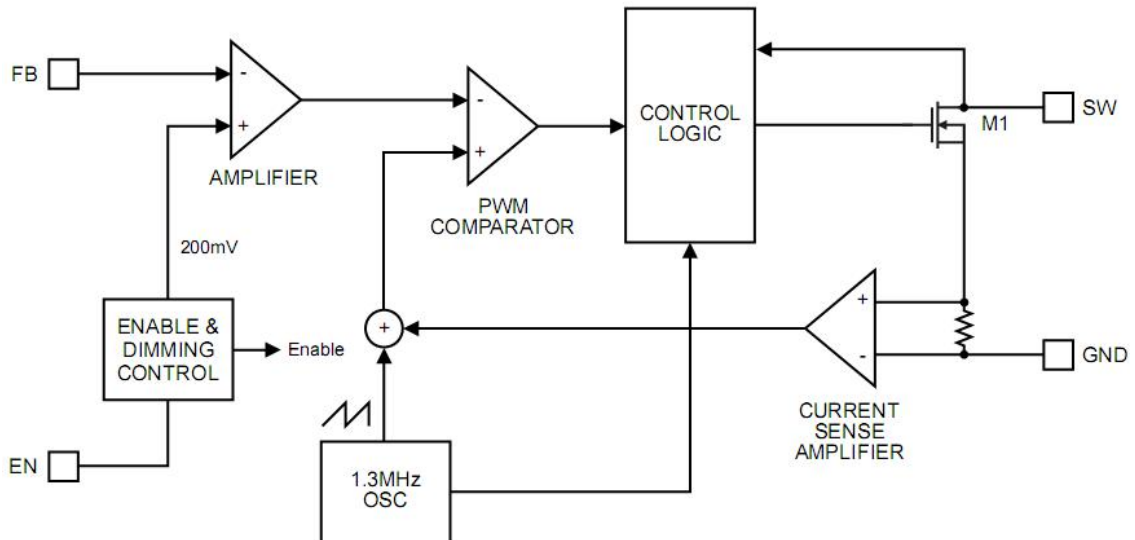 FB
-
+
AMPLIFIER
-
+
PWM
COMPARATOR
CONTROL
LOGIC
M1
SW
200mV
ENABLE &
DIMMING
CONTROL
Enable
+
+
-
GND
CURRENT
SENSE
AMPLIFIER
EN
1.3MHz
OSC